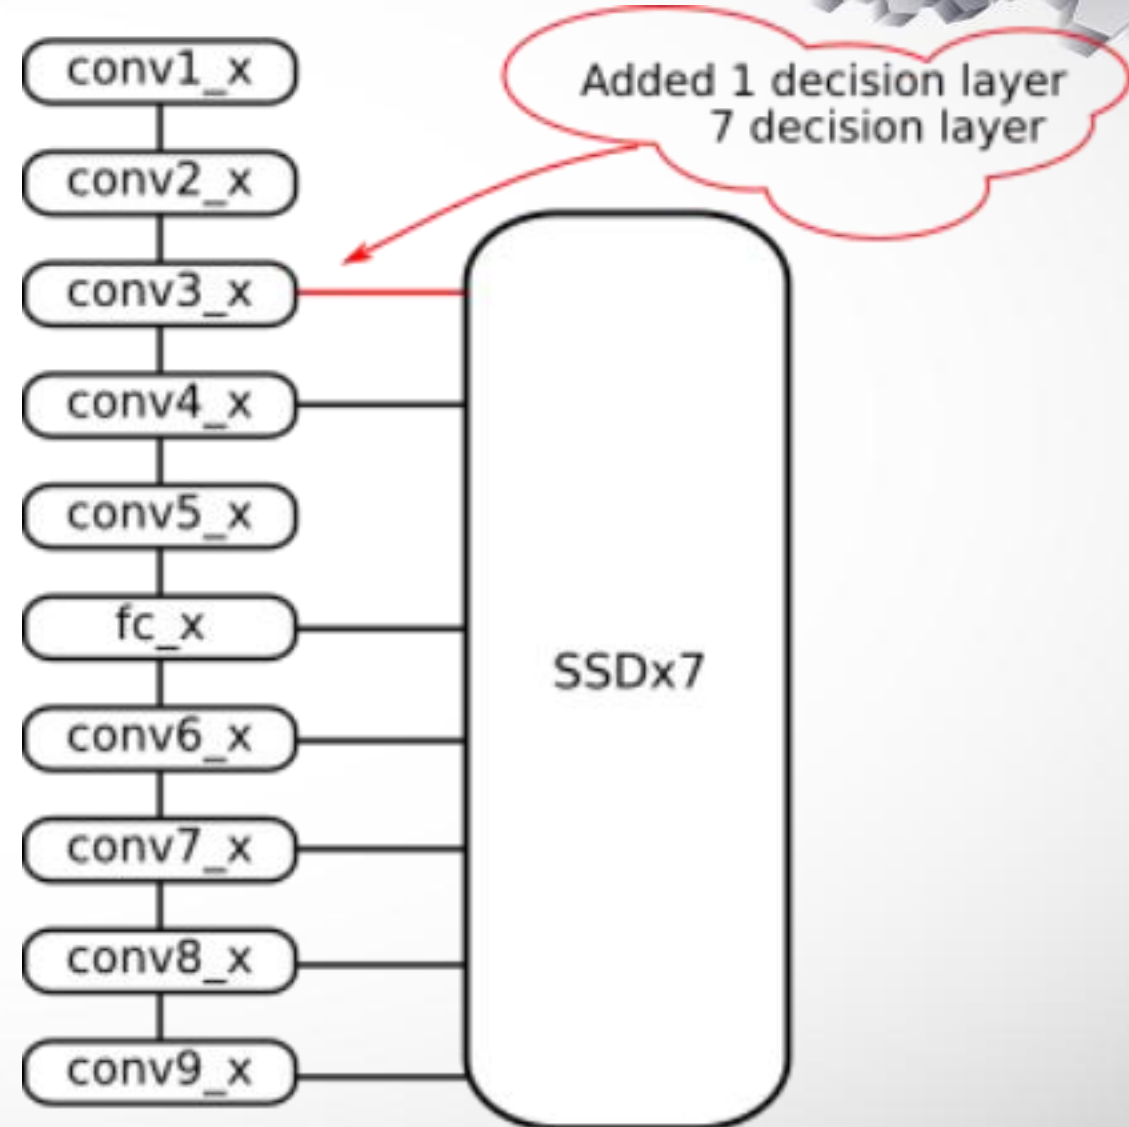 conv1_x
Added 1 decision layer
7 decision layer
conv2_x
conv3_x
conv4_x
conv5_x
fc_x
SSDx7
conv6_x
conv7_x
conv8_x
conv9_x